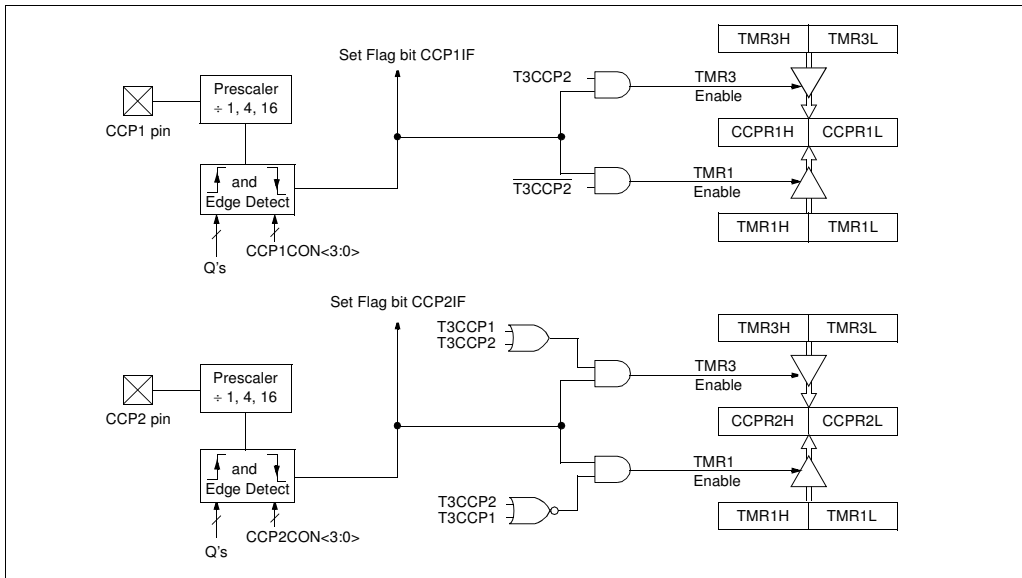 TMR3H TMR3L
Set Flag bit CCP1IF
T3CCP2
TMR3
Enable
Prescaler
÷ 1, 4, 16
CCP1 pin
CCPR1H CCPR1L
and
Edge Detect
T3CCP2
TMR1
Enable
CCP1CON<3:0>
Q's
TMR1H TMR1L
Set Flag bit CCP2IF
T3CCP1
T3CCP2
TMR3H TMR3L
TMR3
Enable
Prescaler
÷ 1, 4, 16
CCP2 pin
CCPR2H CCPR2L
and
Edge Detect
TMR1
Enable
T3CCP2
T3CCP1
TMR1H TMR1L
CCP2CON<3:0>
Q's